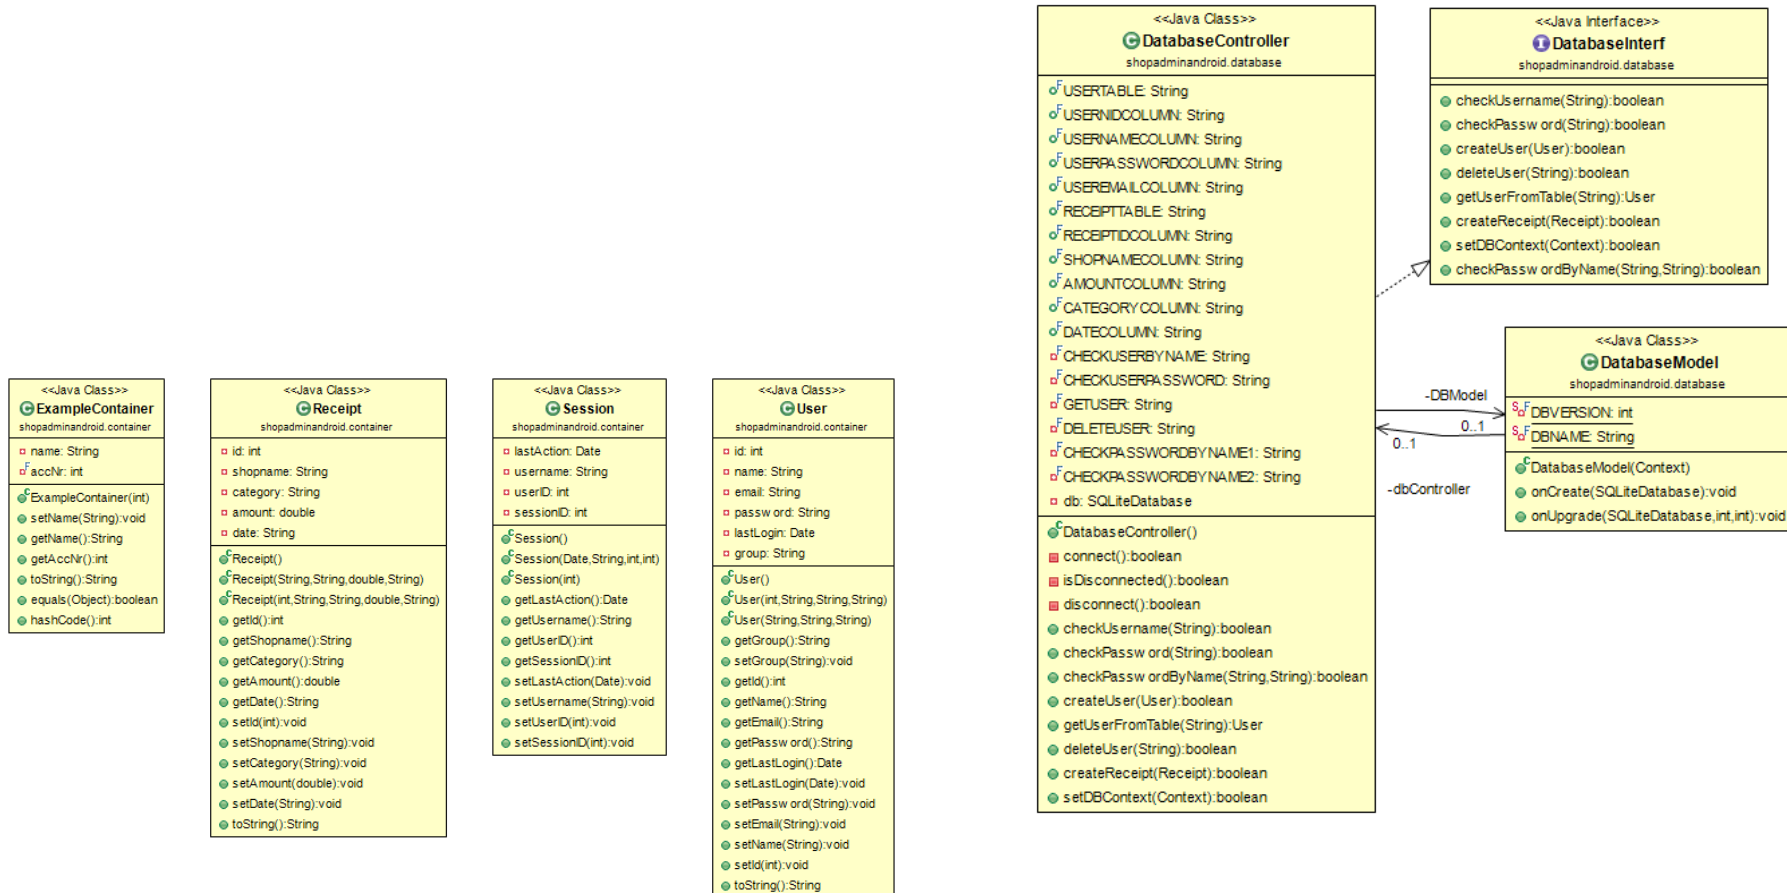 <<Java Class>>
ExampleContainer
shopadminandroid.container
name: String
F accNr: int
C ExampleContainer(int)
setName(String):void
getName():String
getAccNr():int
toString():String
equals(Object):boolean
hashCode():int
<<Java Class>>
Receipt
shopadminandroid.container
id: int
shopname: String
category: String
amount: double
date: String
C Receipt()
C Receipt(String,String,double,String)
C Receipt(int,String,String,double,String)
getId():int
getShopname():String
getCategory():String
getAmount():double
getDate():String
setId(int):void
setShopname(String):void
setCategory(String):void
setAmount(double):void
setDate(String):void
toString():String
<<Java Class>>
Session
shopadminandroid.container
lastAction: Date
username: String
userID: int
sessionID: int
C Session()
C Session(Date,String,int,int)
C Session(int)
getLastAction():Date
getUsername():String
getUserID():int
getSessionID():int
setLastAction(Date):void
setUsername(String):void
setUserID(int):void
setSessionID(int):void
<<Java Class>>
User
shopadminandroid.container
id: int
name: String
email: String
password: String
lastLogin: Date
group: String
C User()
C User(int,String,String,String)
C User(String,String,String)
getGroup():String
setGroup(String):void
getId():int
getName():String
getEmail():String
getPassword():String
getLastLogin():Date
setLastLogin(Date):void
setPassword(String):void
setEmail(String):void
setName(String):void
setId(int):void
toString():String
<<Java Class>>
DatabaseController
shopadminandroid.database
F USERTABLE: String
F USERNIDCOLUMN: String
F USERNAMECOLUMN: String
F USERPASSWORDCOLUMN: String
F USEREMAILCOLUMN: String
F RECEIPTTABLE: String
F RECEIPTIDCOLUMN: String
F SHOPNAMECOLUMN: String
F AMOUNTCOLUMN: String
F CATEGORYCOLUMN: String
F DATECOLUMN: String
F CHECKUSERBYNAME: String
F CHECKUSERPASSWORD: String
F GETUSER: String
F DELETEUSER: String
F CHECKPASSWORDBYNAME1: String
F CHECKPASSWORDBYNAME2: String
db: SQLiteDatabase
C DatabaseController()
connect():boolean
isDisconnected():boolean
disconnect():boolean
checkUsername(String):boolean
checkPassword(String):boolean
checkPasswordByName(String,String):boolean
createUser(User):boolean
getUserFromTable(String):User
deleteUser(String):boolean
createReceipt(Receipt):boolean
setDBContext(Context):boolean
<<Java Interface>>
DatabaseInterf
shopadminandroid.database
checkUsername(String):boolean
checkPassword(String):boolean
createUser(User):boolean
deleteUser(String):boolean
getUserFromTable(String):User
createReceipt(Receipt):boolean
setDBContext(Context):boolean
checkPasswordByName(String,String):boolean
-DBModel
0..1
0..1
-dbController
<<Java Class>>
DatabaseModel
shopadminandroid.database
S F DBVERSION: int
S F DBNAME: String
C DatabaseModel(Context)
onCreate(SQLiteDatabase):void
onUpgrade(SQLiteDatabase,int,int):void